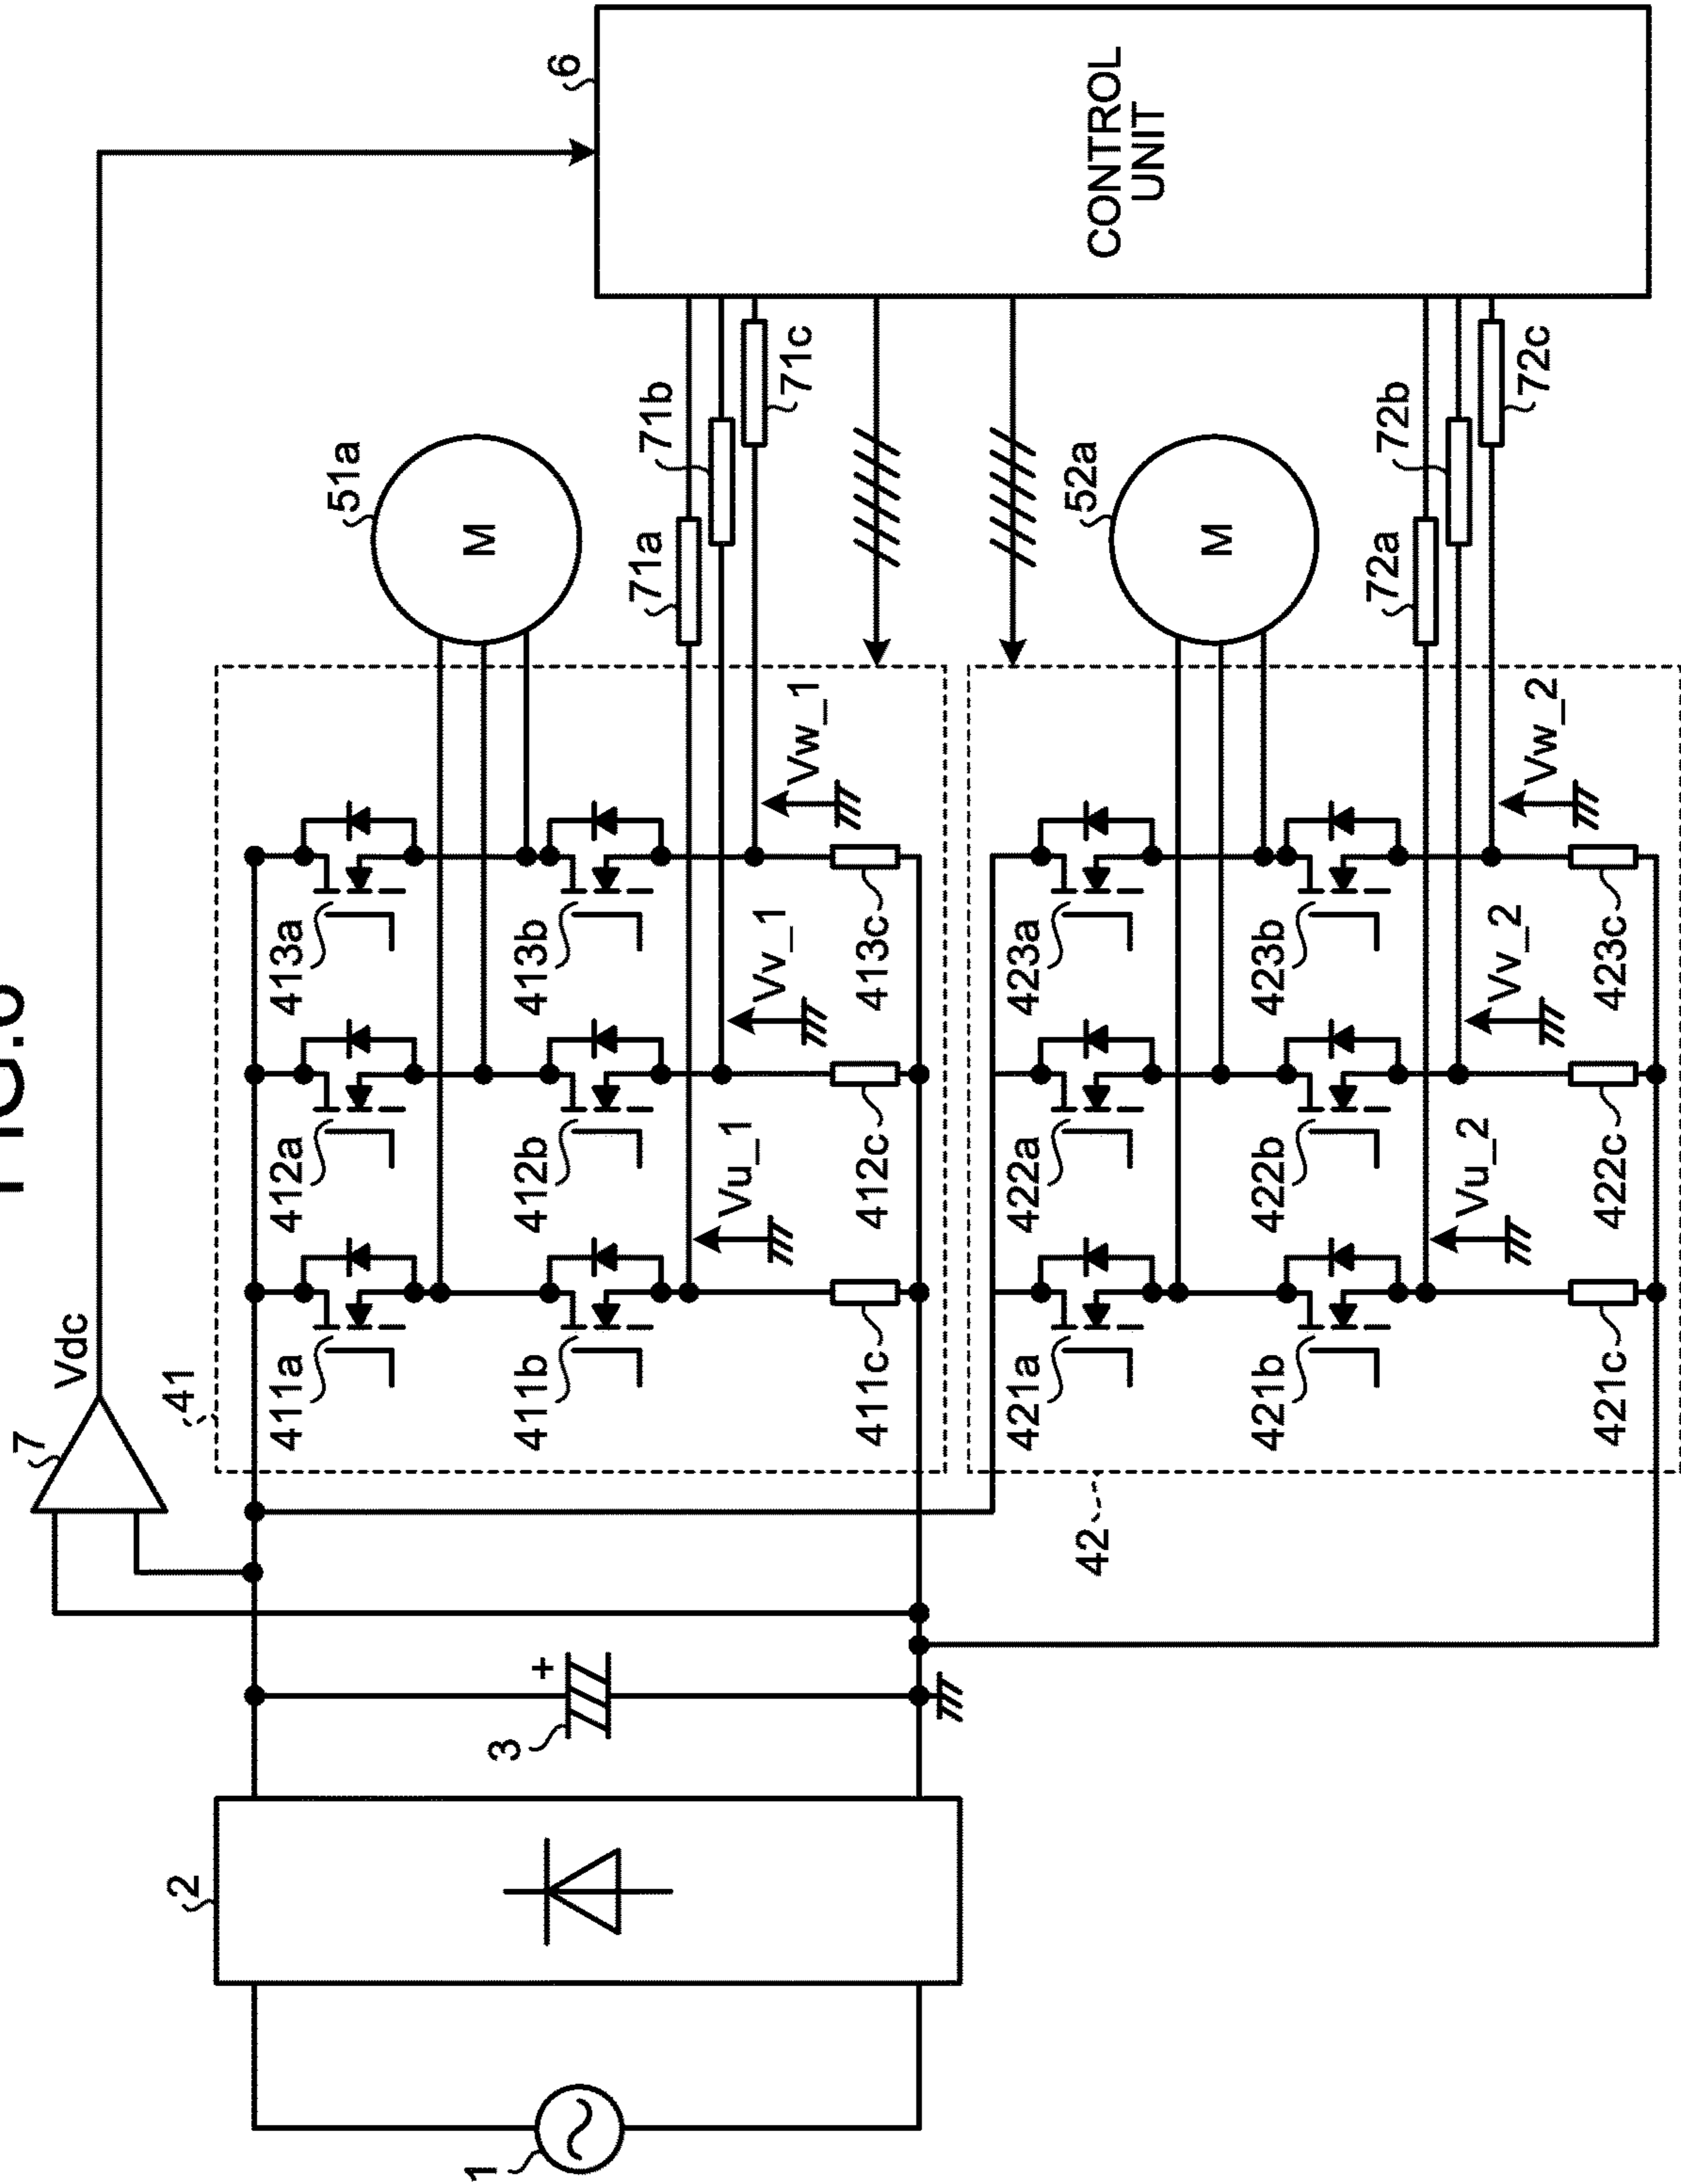 7
Vdc
6
CONTROL
UNIT
41
51a
M
411a
412a
413a
71a
71b
71c
411b
412b
413b
Vu_1
Vv_1
Vw_1
411c
412c
413c
2
3
+
1
42
52a
M
421a
422a
423a
72a
72b
72c
421b
422b
423b
Vu_2
Vv_2
Vw_2
421c
422c
423c